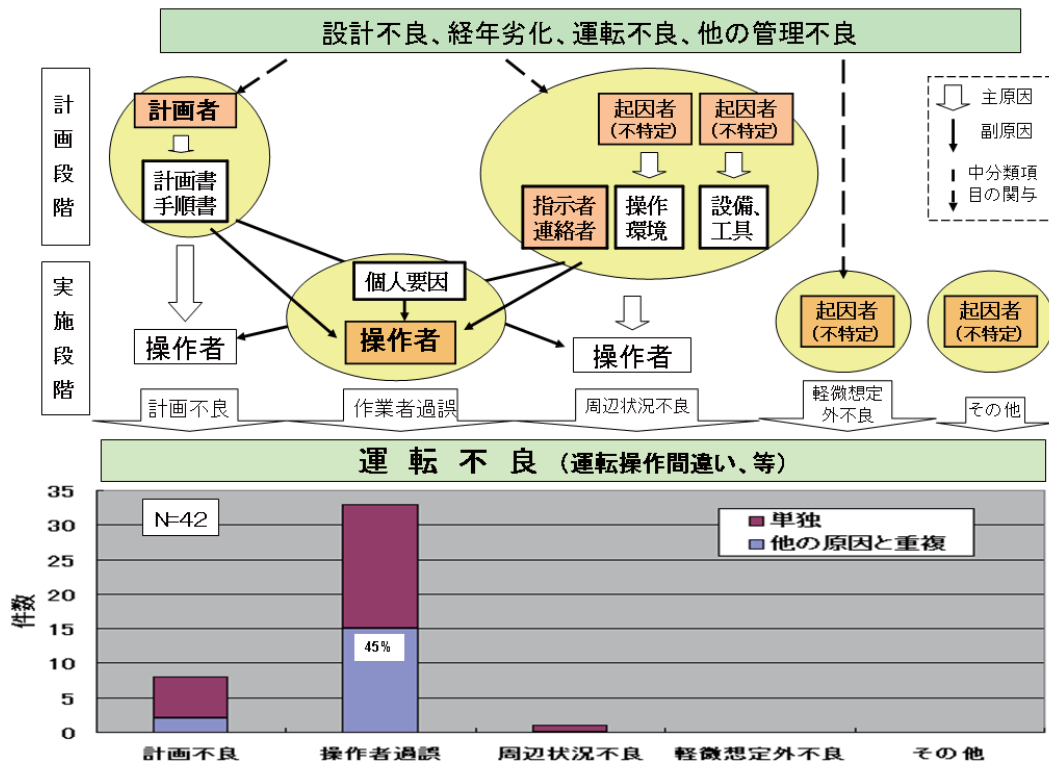 設計不良、経年劣化、運転不良、他の管理不良
計画段階
計画者
計画書
手順書
起因者
(不特定)
起因者
(不特定)
指示者
連絡者
操作
環境
設備、
工具
主原因
副原因
中分類項
目の関与
実施段階
個人要因
操作者
操作者
操作者
起因者
(不特定)
起因者
(不特定)
計画不良
作業者過誤
周辺状況不良
軽微想定
外不良
その他
運転不良 (運転操作間違い、等)
件数
35
30
25
20
15
10
5
0
N=42
単独
他の原因と重複
45%
計画不良
操作者過誤
周辺状況不良
軽微想定外不良
その他